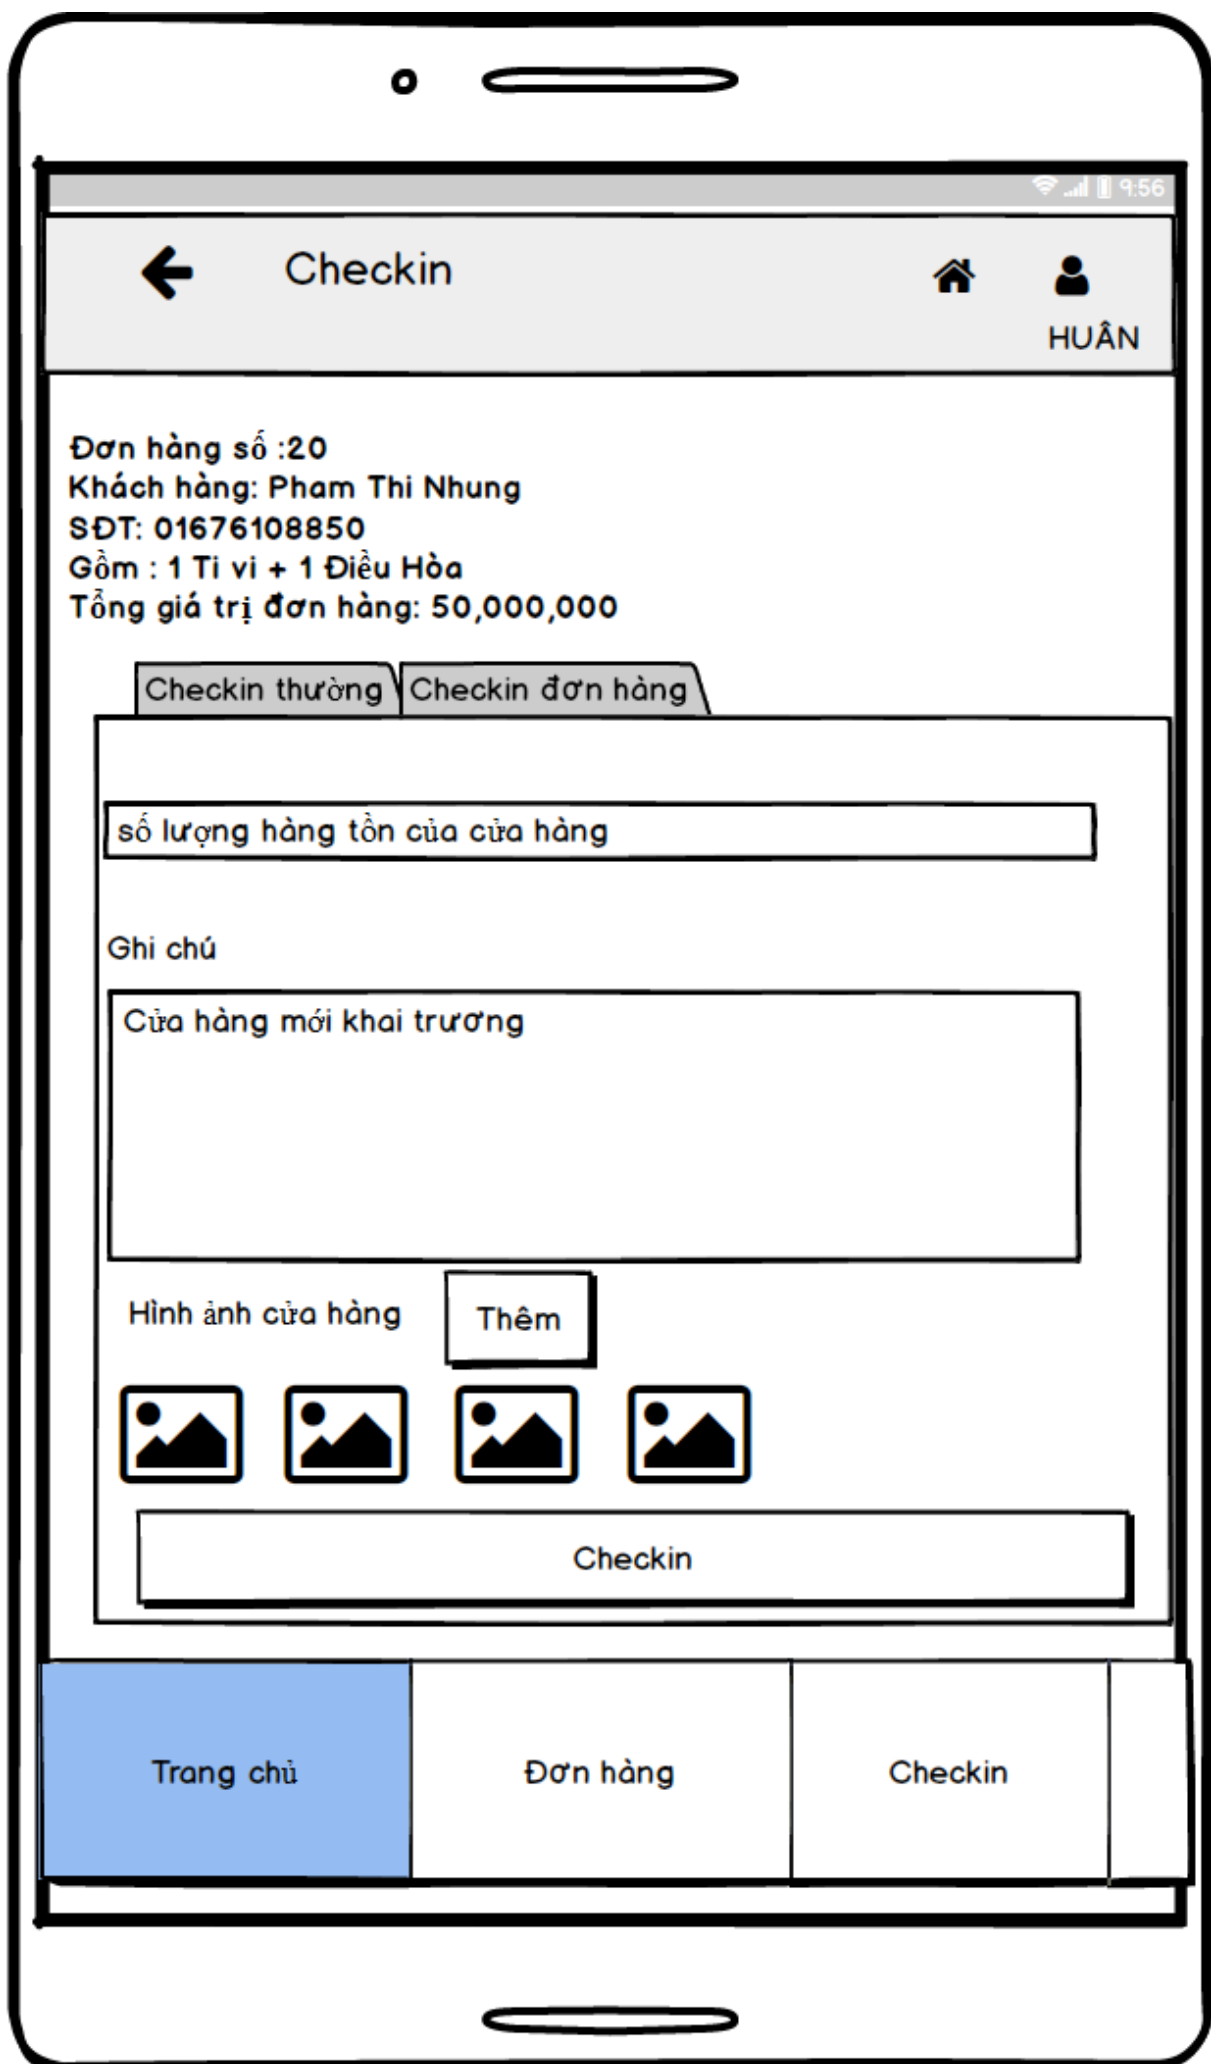 9:56
Checkin
HUÂN
Đơn hàng số :20
Khách hàng: Pham Thi Nhung
SĐT: 01676108850
Gồm : 1 Ti vi + 1 Điều Hòa
Tổng giá trị đơn hàng: 50,000,000
Checkin thường Checkin đơn hàng
số lượng hàng tồn của cửa hàng
Ghi chú
Cửa hàng mới khai trương
Hình ảnh cửa hàng Thêm
Checkin
Trang chủ Đơn hàng Checkin